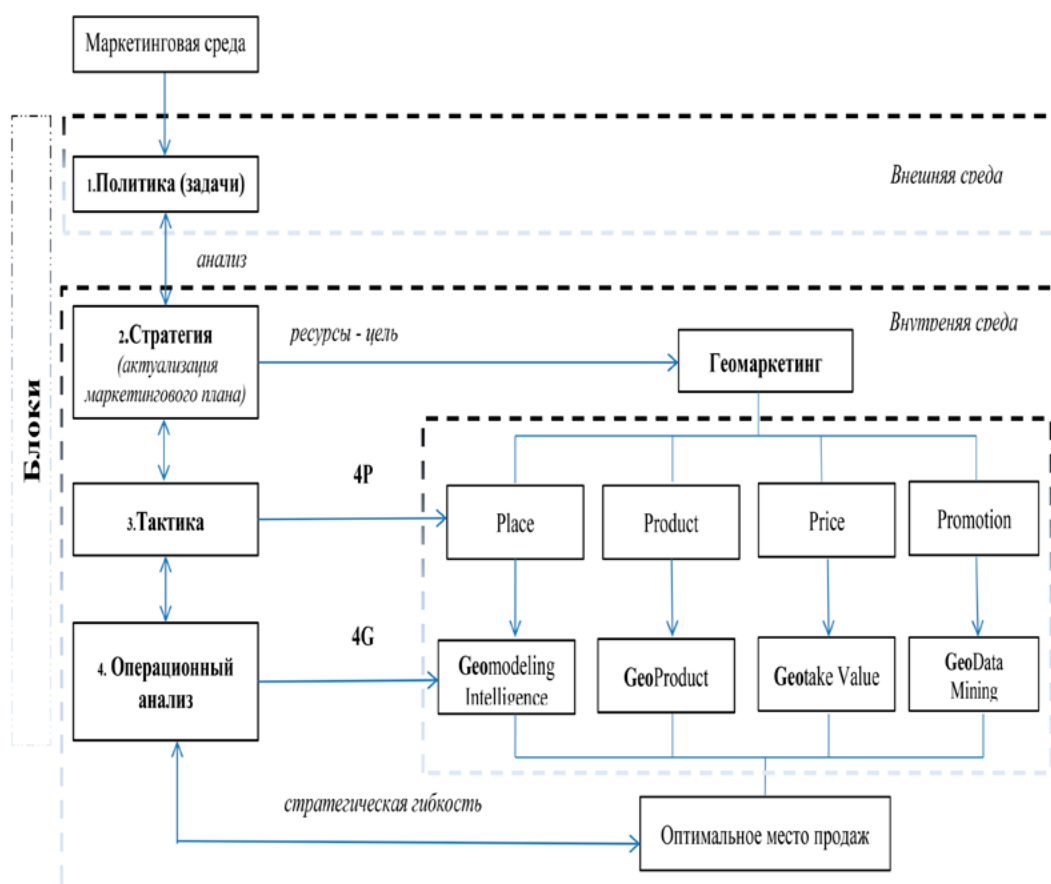 Маркетинговая среда
1.Политика (задачи)
Внешняя среда
анализ
Блоки
2.Стратегия
(актуализация
маркетингового плана)
ресурсы - цель
Внутреняя среда
Геомаркетинг
3.Тактика
4P
Place
Product
Price
Promotion
4. Операционный
анализ
4G
Geomodeling
Intelligence
GeoProduct
Geotake Value
GeoData
Mining
стратегическая гибкость
Оптимальное место продаж